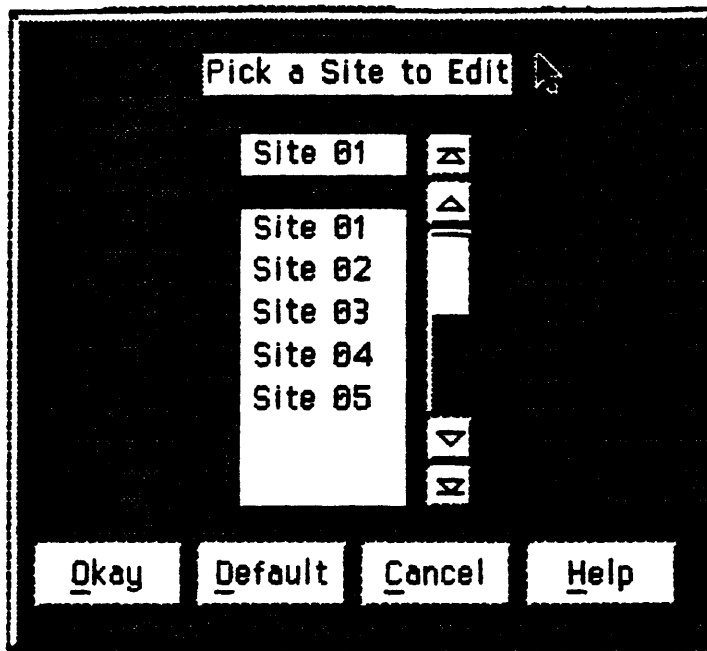 Pick a Site to Edit
Site 01
Site 01
Site 02
Site 03
Site 04
Site 05
Okay Default Cancel Help